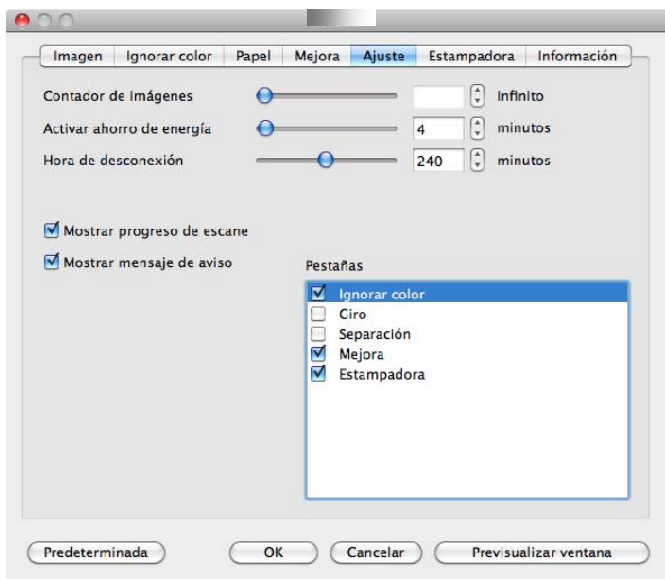 Imagen Ignorar color Papel Mejora Ajuste Estampadora Información
Contador de imágenes Infinito
Activar ahorro de energía 4 minutos
Hora de desconexión 240 minutos
Mostrar progreso de escane
Mostrar mensaje de aviso
Pestañas
Ignorar color
Giro
Separación
Mejora
Estampadora
Predeterminada OK Cancelar Previsualizar ventana